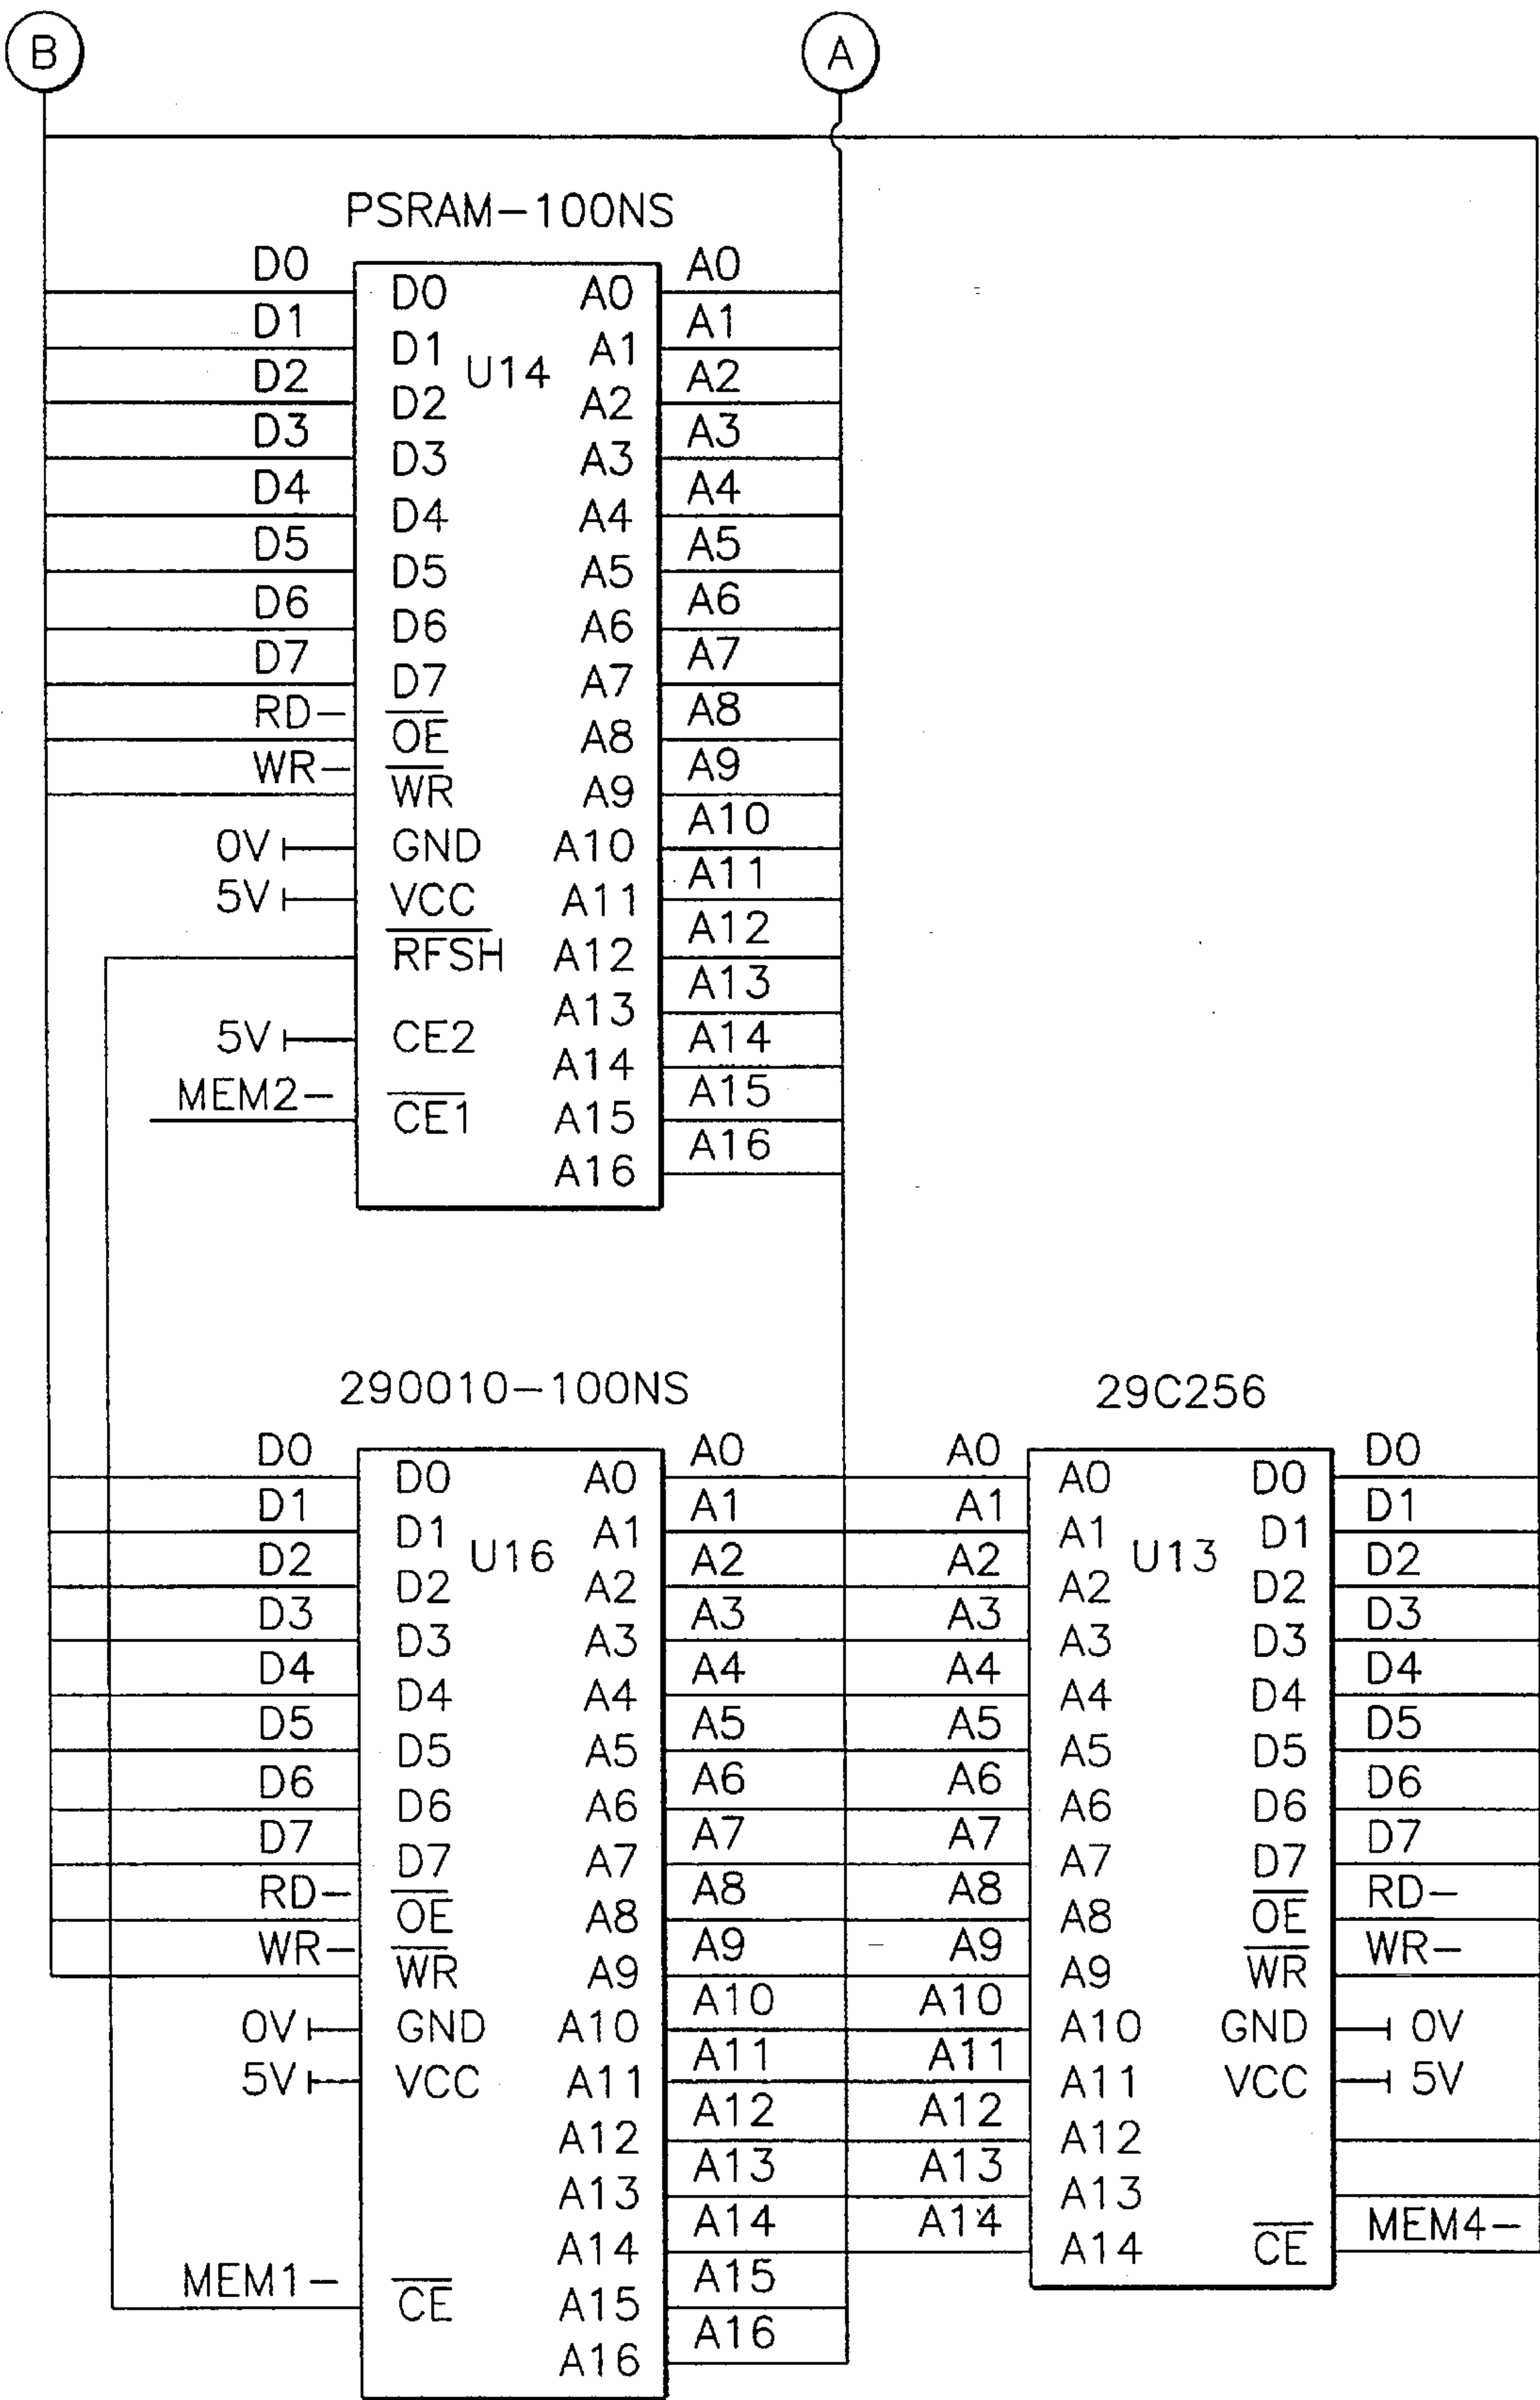 B A
PSRAM-100NS
D0 A0
D0 A0
D1 A1
D1 U14 A1
D2 A2
D2 A2
D3 A3
D3 A3
D4 A4
D4 A4
D5 A5
D5 A5
D6 A6
D6 A6
D7 A7
D7 A7
RD- A8
OE A8
WR- A9
WR A9
A10
0V GND A10
A11
5V VCC A11
A12
RFSH A12
A13
A13
5V CE2 A14
A14
MEM2- A15
CE1 A15
A16
A16
290010-100NS 29C256
D0 A0 A0 D0
D0 A0 A0 D0
D1 A1 A1 D1
D1 U16 A1 A1 U13 D1
D2 A2 A2 D2
D2 A2 A2 D2
D3 A3 A3 D3
D3 A3 A3 D3
D4 A4 A4 D4
D4 A4 A4 D4
D5 A5 A5 D5
D5 A5 A5 D5
D6 A6 A6 D6
D6 A6 A6 D6
D7 A7 A7 D7
D7 A7 A7 D7
RD- A8 A8 RD-
OE A8 A8 OE
WR- A9 A9 WR-
WR A9 A9 WR
A10 A10
0V GND A10 A10 GND 0V
A11 A11
5V VCC A11 A11 VCC 5V
A12 A12
A12 A12
A13 A13
A13 A13
A14 A14 MEM4-
A14 A14 CE
MEM1- A15
CE A15
A16
A16